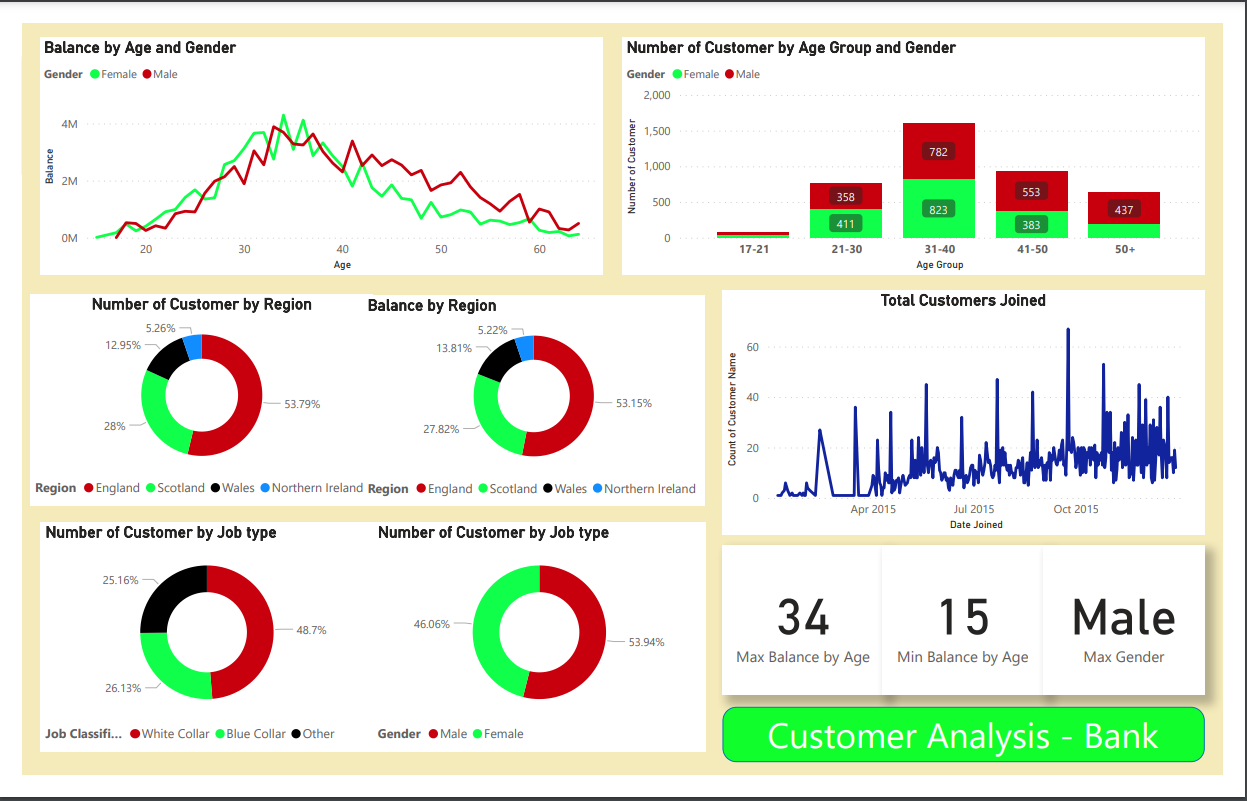 Balance by Age and Gender
Gender Female Male
4M
2M
0M
Balance
20 30 40 50 60
Age
Number of Customer by Age Group and Gender
Gender Female Male
2,000
1,500
1,000
500
0
Number of Customer
358
411
782
823
553
383
437
17-21 21-30 31-40 41-50 50+
Age Group
Number of Customer by Region
5.26%
12.95%
28%
53.79%
Region England Scotland Wales Northern Ireland
Balance by Region
5.22%
13.81%
27.82%
53.15%
Region England Scotland Wales Northern Ireland
Total Customers Joined
60
40
20
0
Count of Customer Name
Apr 2015 Jul 2015 Oct 2015
Date Joined
Number of Customer by Job type
25.16%
48.7%
26.13%
Job Classifi... White Collar Blue Collar Other
Number of Customer by Job type
46.06%
53.94%
Gender Male Female
34
Max Balance by Age
15
Min Balance by Age
Male
Max Gender
Customer Analysis - Bank